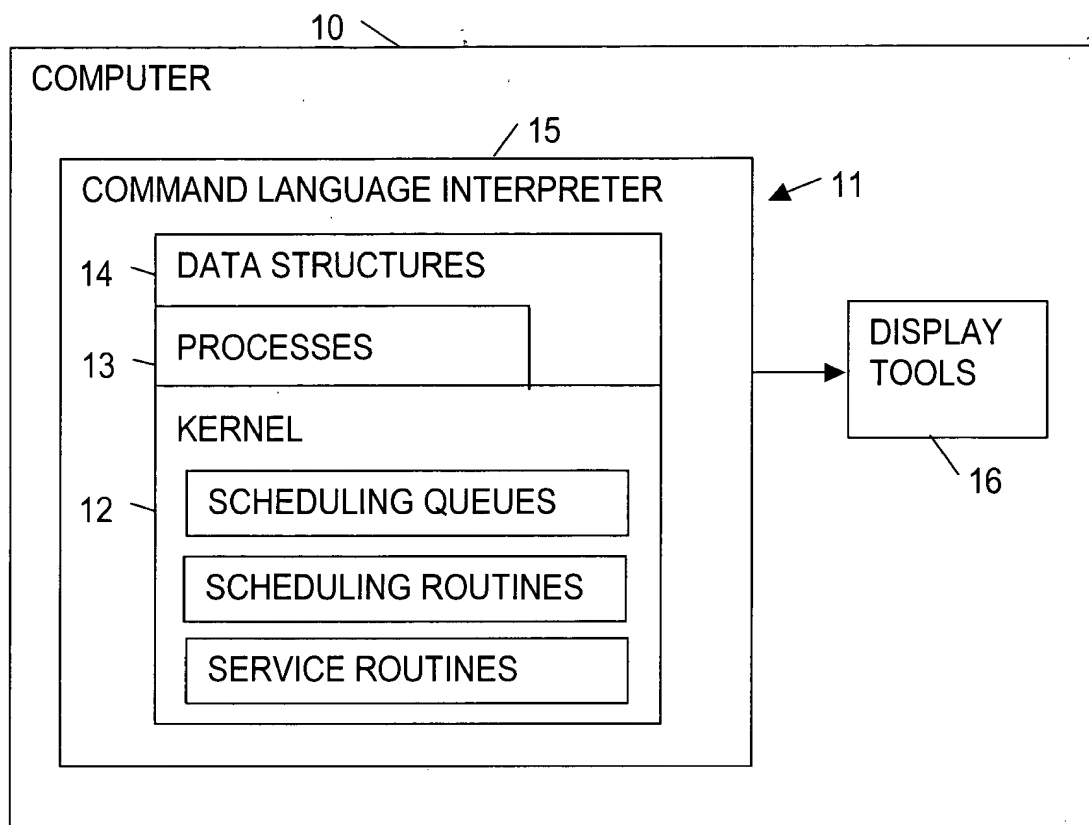 10
COMPUTER
15
COMMAND LANGUAGE INTERPRETER
11
14
DATA STRUCTURES
13
PROCESSES
DISPLAY
TOOLS
KERNEL
12
SCHEDULING QUEUES
16
SCHEDULING ROUTINES
SERVICE ROUTINES